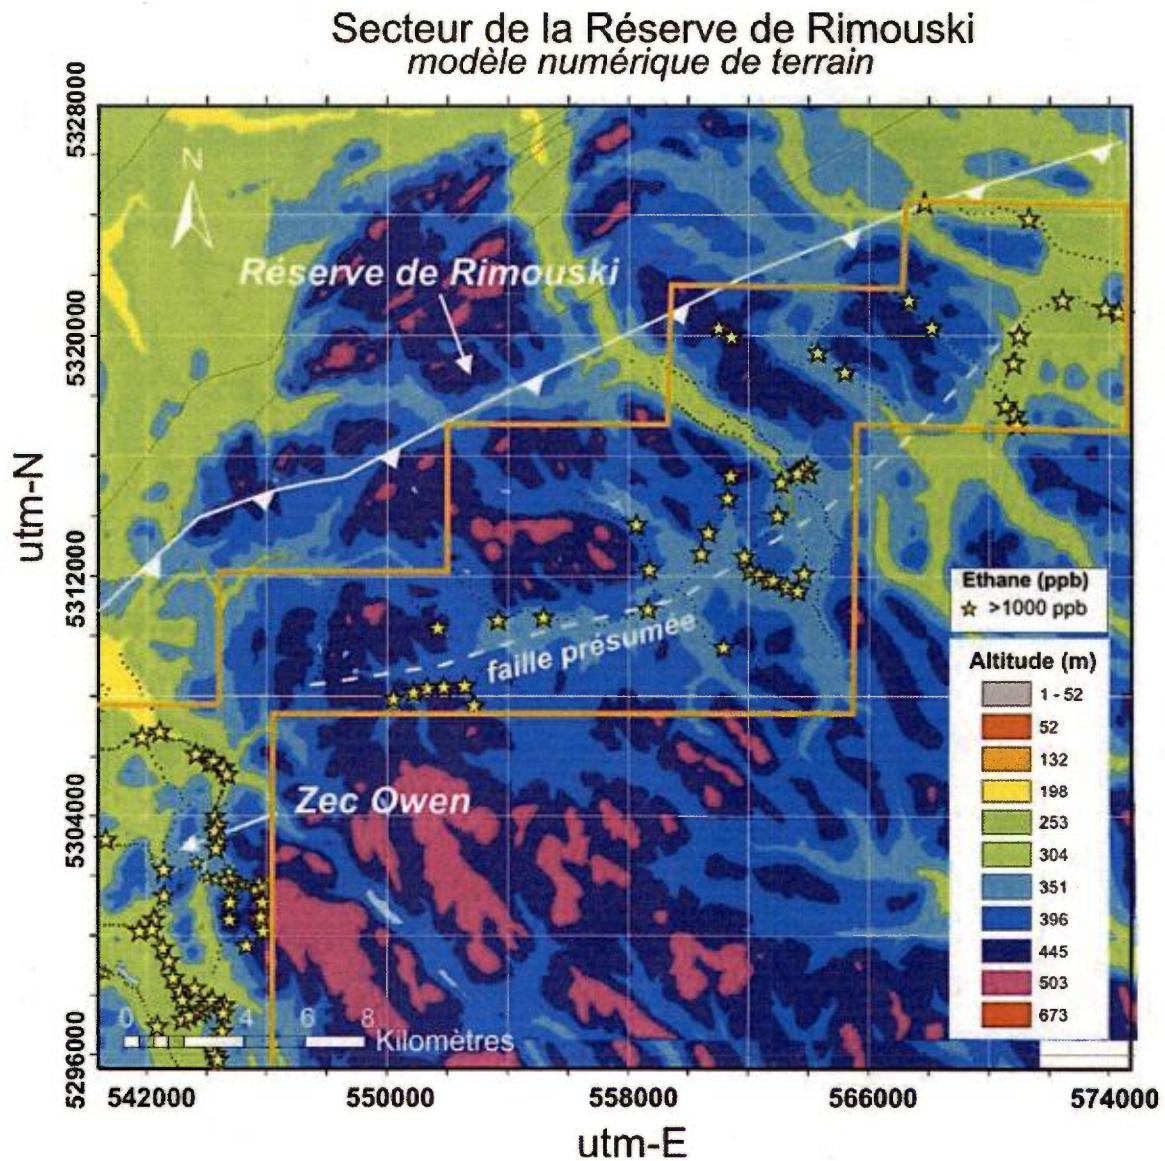 Secteur de la Réserve de Rimouski
modèle numérique de terrain
5328000
N
Réserve de Rimouski
5320000
utm-N
5312000
Ethane (ppb)
>1000 ppb
faille présumée
Altitude (m)
1 - 52
52
132
198
253
304
351
396
445
503
673
Zec Owen
5304000
0 4 6 8
Kilomètres
5296000
542000 550000 558000 566000 574000
utm-E